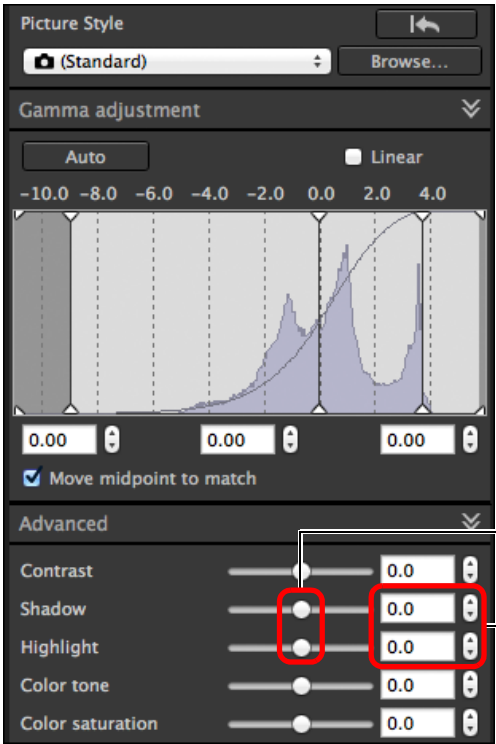 Picture Style
(Standard) Browse...
Gamma adjustment
Auto Linear
-10.0 -8.0 -6.0 -4.0 -2.0 0.0 2.0 4.0
0.00 0.00 0.00
Move midpoint to match
Advanced
Contrast 0.0
Shadow 0.0
Highlight 0.0
Color tone 0.0
Color saturation 0.0